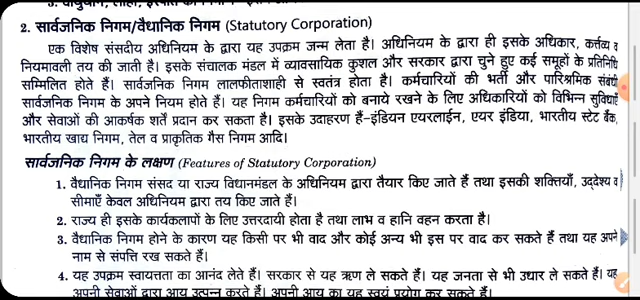 2. सार्वजनिक निगम/वैधानिक निगम (Statutory Corporation)
एक विशेष संसदीय अधिनियम के द्वारा यह उपक्रम जन्म लेता है। अधिनियम के द्वारा ही इसके अधिकार, कर्त्तव्य व
नियमावली तय की जाती है। इसके संचालक मंडल में व्यावसायिक कुशल और सरकार द्वारा चुने हुए कई समूहों के प्रतिनिधि
सम्मिलित होते हैं। सार्वजनिक निगम लालफीताशाही से स्वतंत्र होता है। कर्मचारियों की भर्ती और पारिश्रमिक संबंधी
सार्वजनिक निगम के अपने नियम होते हैं। यह निगम कर्मचारियों को बनाये रखने के लिए अधिकारियों को विभिन्न सुविधाएँ
और सेवाओं की आकर्षक शर्तें प्रदान कर सकता है। इसके उदाहरण हैं-इंडियन एयरलाईन, एयर इंडिया, भारतीय स्टेट बैंक,
भारतीय खाद्य निगम, तेल व प्राकृतिक गैस निगम आदि।
सार्वजनिक निगम के लक्षण (Features of Statutory Corporation)
1. वैधानिक निगम संसद या राज्य विधानमंडल के अधिनियम द्वारा तैयार किए जाते हैं तथा इसकी शक्तियाँ, उद्देश्य व
सीमाएँ केवल अधिनियम द्वारा तय किए जाते हैं।
2. राज्य ही इसके कार्यकलापों के लिए उत्तरदायी होता है तथा लाभ व हानि वहन करता है।
3. वैधानिक निगम होने के कारण यह किसी पर भी वाद और कोई अन्य भी इस पर वाद कर सकते हैं तथा यह अपने
नाम से संपत्ति रख सकते हैं।
4. यह उपक्रम स्वायत्तता का आनंद लेते हैं। सरकार से यह ऋण ले सकते हैं। यह जनता से भी उधार ले सकते हैं। यह
अपनी सेवाओं द्वारा आय उत्पन्न करते हैं। अपनी आय का यह स्वयं प्रयोग कर सकते हैं।